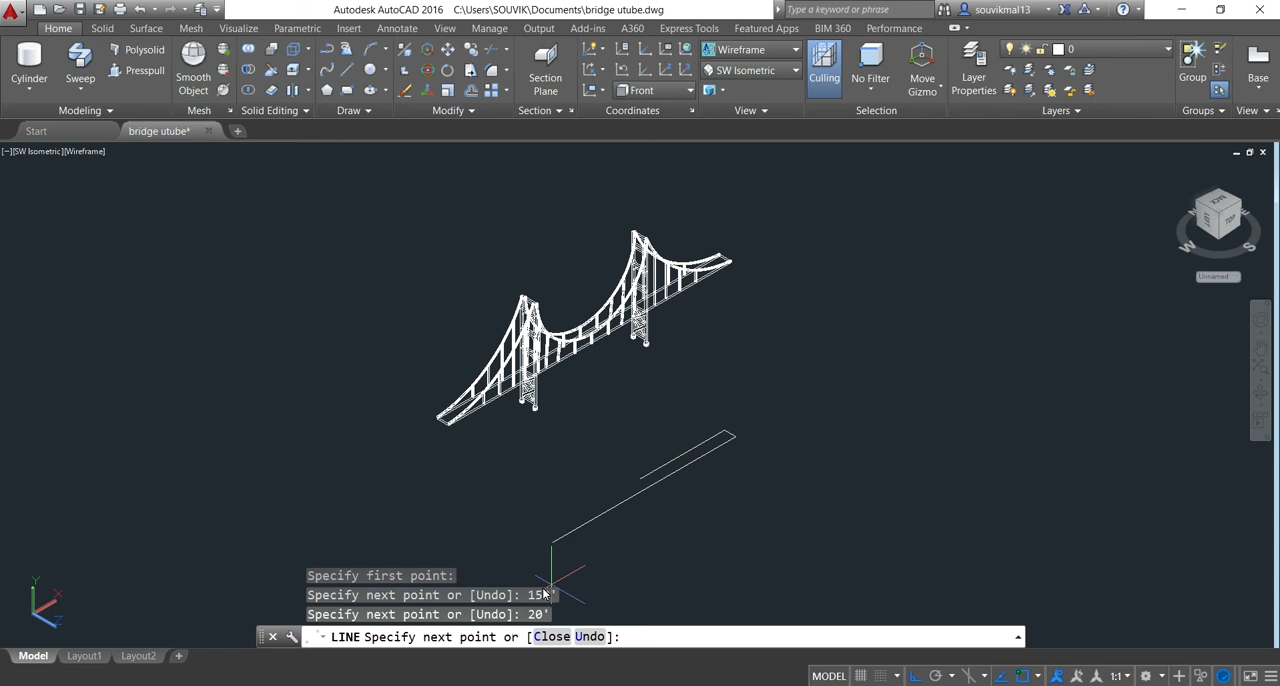 Autodesk AutoCAD 2016 C:\Users\SOUVIK\Documents\bridge utube.dwg
Type a keyword or phrase
souvikmal13
Home Solid Surface Mesh Visualize Parametric Insert Annotate View Manage Output Add-ins A360 Express Tools Featured Apps BIM 360 Performance
Cylinder
Sweep
Polysolid
Presspull
Smooth
Object
Section
Plane
Wireframe
SW Isometric
Front
Culling
No Filter
Move
Gizmo
Layer
Properties
0
Group
Base
Modeling Mesh Solid Editing Draw Modify Section Coordinates View Selection Layers Groups View
Start bridge utube*
[−][SW Isometric][Wireframe]
TOP
W S
Unnamed
Y
X
Z
Specify first point:
Specify next point or [Undo]: 150'
Specify next point or [Undo]: 20'
LINE Specify next point or [Close Undo]:
Model Layout1 Layout2
MODEL 1:1